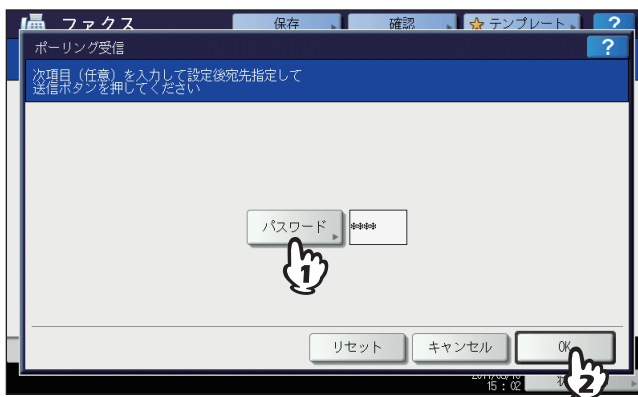 ファクス
保存
確認
テンプレート
?
ポーリング受信
?
次項目（任意）を入力して設定後宛先指定して
送信ボタンを押してください
パスワード
****
1
リセット
キャンセル
OK
15：02
2